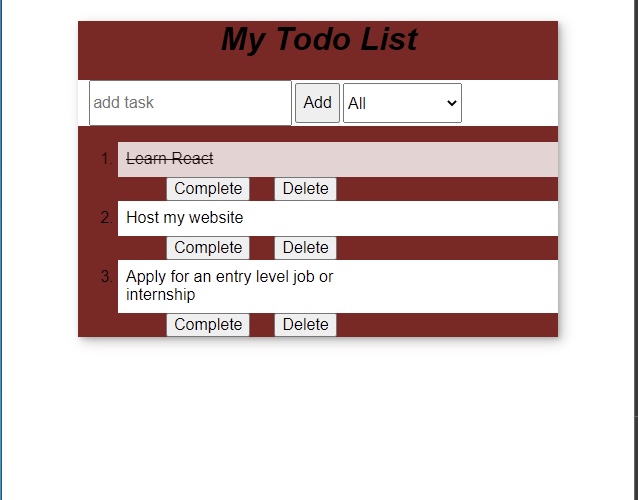 My Todo List
add task Add All
1. Learn React
Complete Delete
2. Host my website
Complete Delete
3. Apply for an entry level job or
internship
Complete Delete